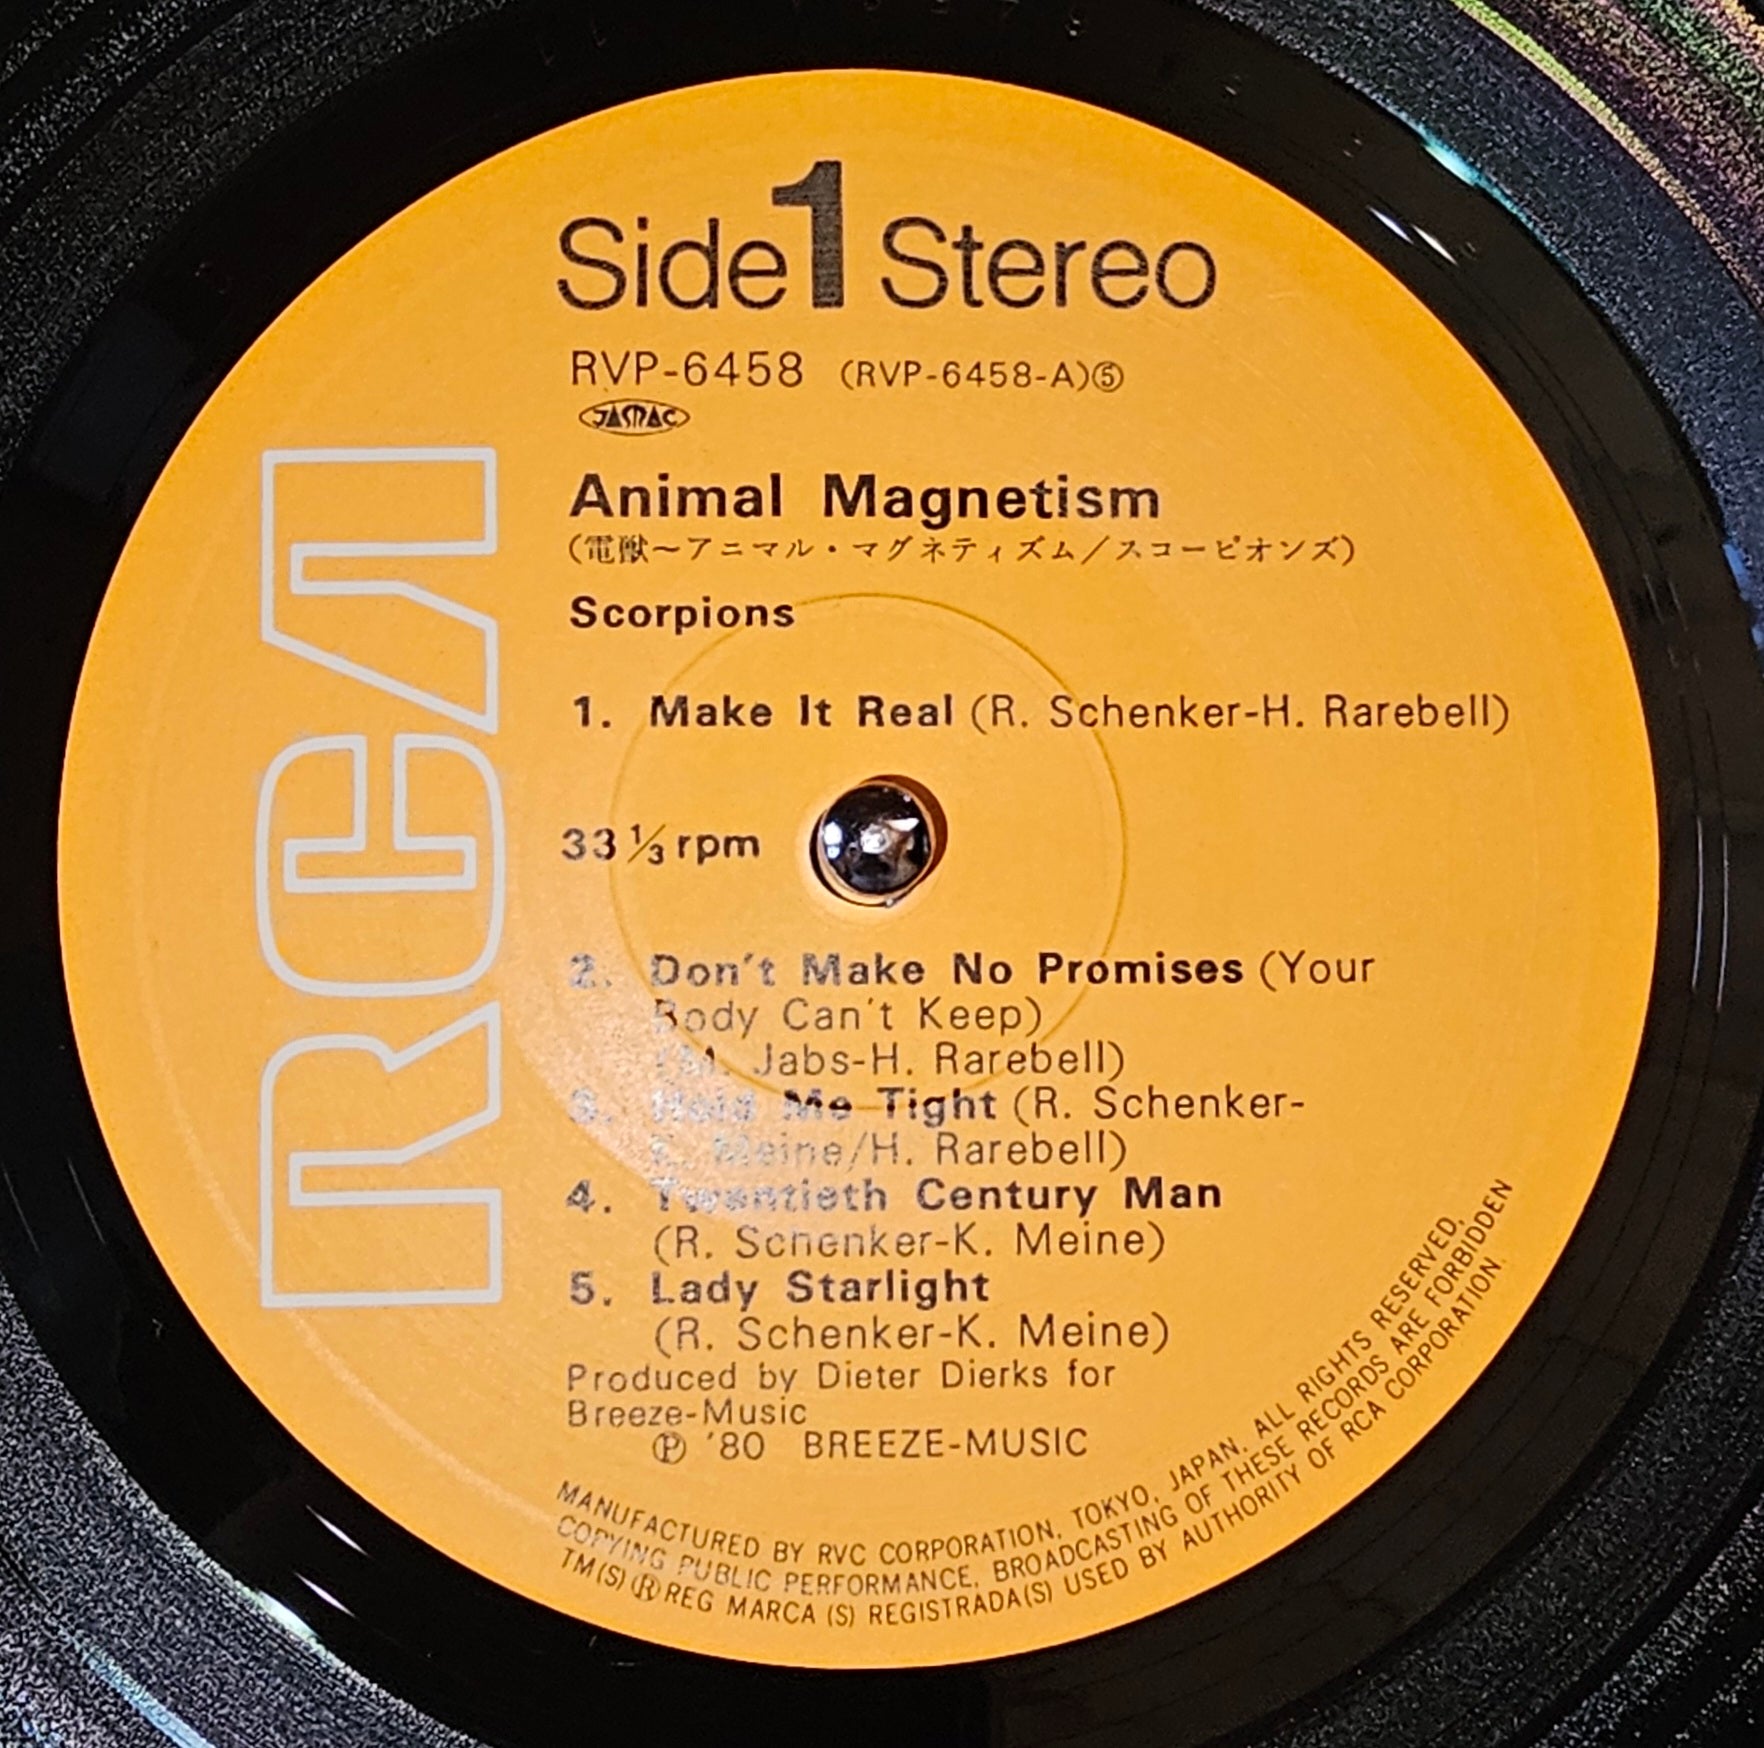 Side 1 Stereo
RVP-6458 (RVP-6458-A)⑤
JASRAC
Animal Magnetism
(電獣〜アニマル・マグネティズム/スコーピオンズ)
Scorpions
1. Make It Real (R. Schenker-H. Rarebell)
33 1/3 rpm
2. Don't Make No Promises (Your
Body Can't Keep)
(M. Jabs-H. Rarebell)
3. Hold Me Tight (R. Schenker-
K. Meine/H. Rarebell)
4. Twentieth Century Man
(R. Schenker-K. Meine)
5. Lady Starlight
(R. Schenker-K. Meine)
Produced by Dieter Dierks for
Breeze-Music
℗ '80 BREEZE-MUSIC
MANUFACTURED BY RVC CORPORATION, TOKYO, JAPAN. ALL RIGHTS RESERVED,
COPYING PUBLIC PERFORMANCE, BROADCASTING OF THESE RECORDS ARE FORBIDDEN
TM(S) ® REG MARCA (S) REGISTRADA(S) USED BY AUTHORITY OF RCA CORPORATION.
RCA